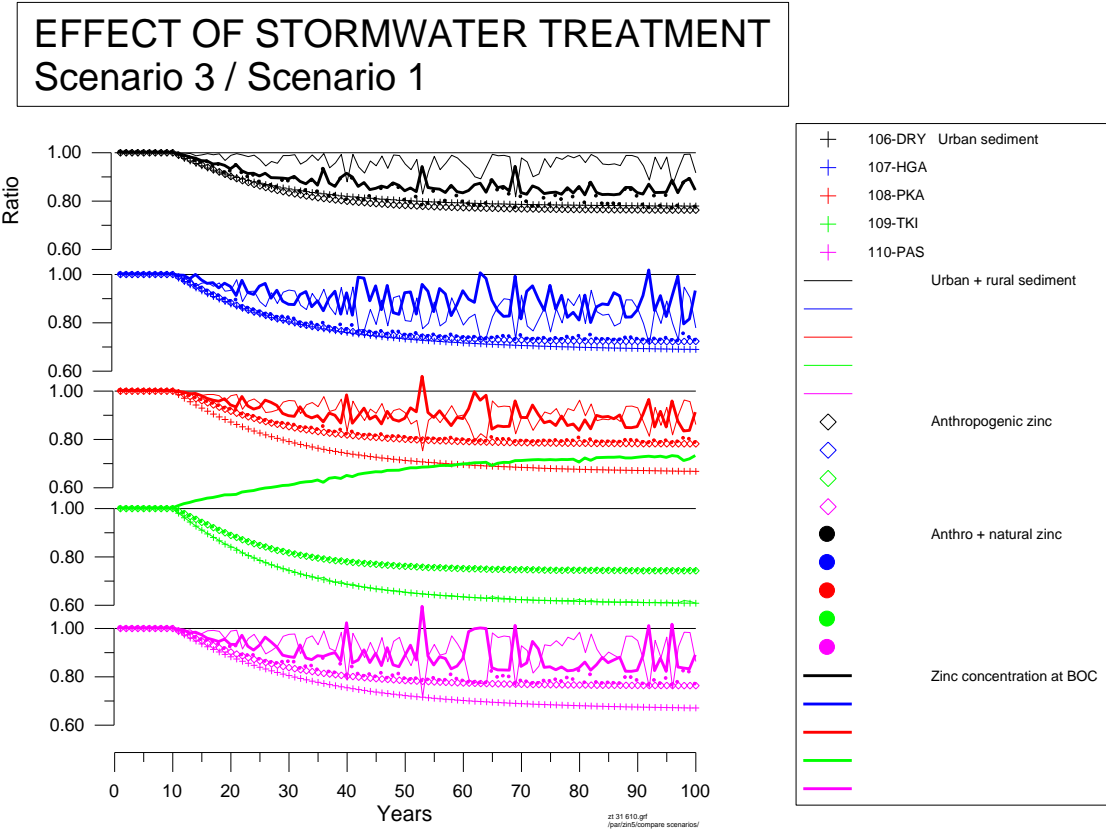 EFFECT OF STORMWATER TREATMENT
Scenario 3 / Scenario 1
Ratio
1.00
0.80
0.60
1.00
0.80
0.60
1.00
0.80
0.60
1.00
0.80
0.60
1.00
0.80
0.60
0 10 20 30 40 50 60 70 80 90 100
Years
zt 31 610.grf
/par/zin5/compare scenarios/
106-DRY Urban sediment
107-HGA
108-PKA
109-TKI
110-PAS
Urban + rural sediment
Anthropogenic zinc
Anthro + natural zinc
Zinc concentration at BOC